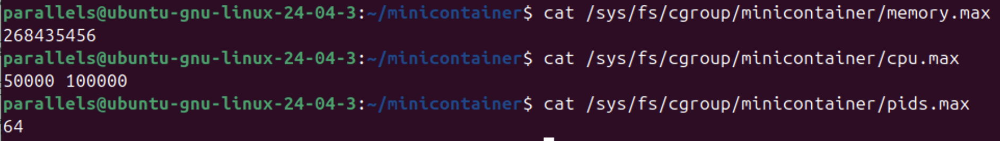 parallels@ubuntu-gnu-linux-24-04-3:~/minicontainer$ cat /sys/fs/cgroup/minicontainer/memory.max
268435456
parallels@ubuntu-gnu-linux-24-04-3:~/minicontainer$ cat /sys/fs/cgroup/minicontainer/cpu.max
50000 100000
parallels@ubuntu-gnu-linux-24-04-3:~/minicontainer$ cat /sys/fs/cgroup/minicontainer/pids.max
64